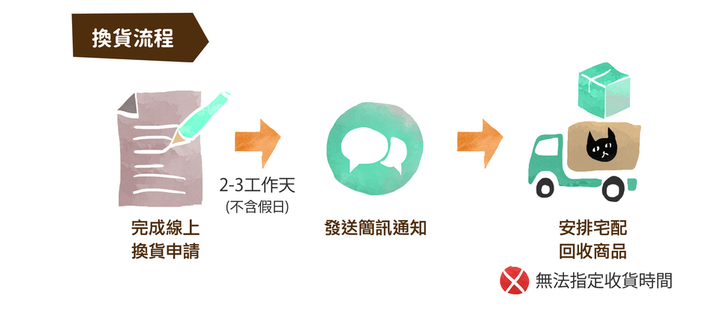 換貨流程
2-3工作天
(不含假日)
完成線上
換貨申請
發送簡訊通知
安排宅配
回收商品
無法指定收貨時間